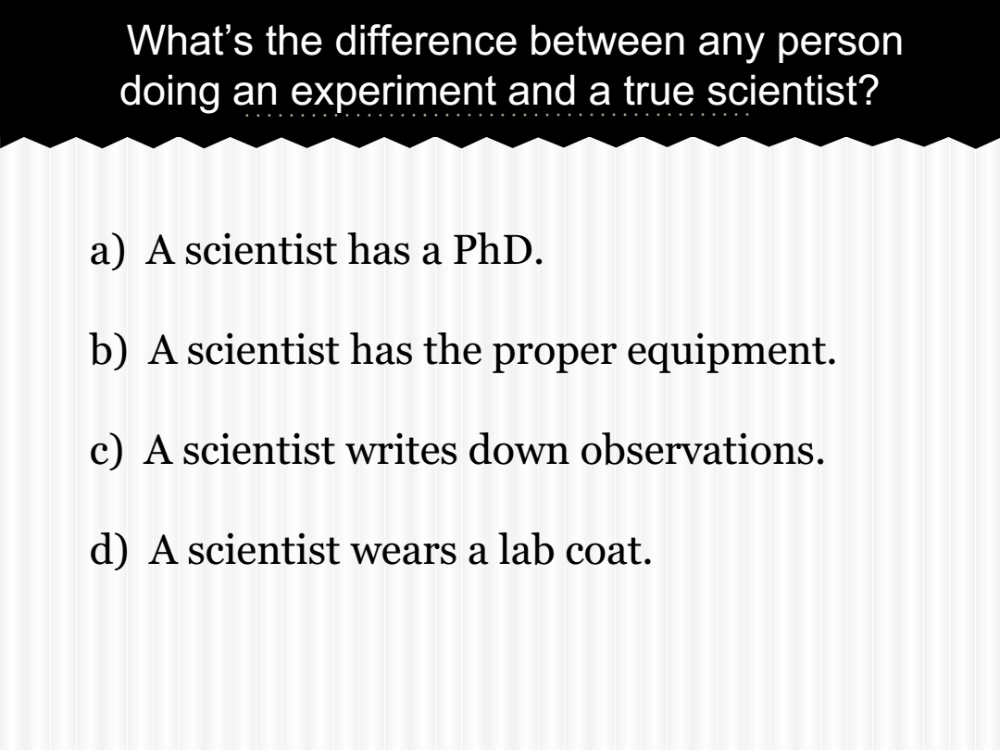 What’s the difference between any person
doing an experiment and a true scientist?
a) A scientist has a PhD.
b) A scientist has the proper equipment.
c) A scientist writes down observations.
d) A scientist wears a lab coat.